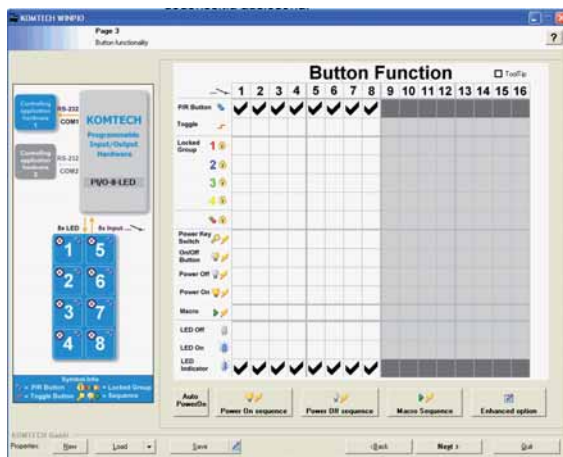 KOMTECH WINPIO
Page 3
Button functionality
?
Button Function
ToolTip
1 2 3 4 5 6 7 8 9 10 11 12 13 14 15 16
P/R Button
Toggle
Locked
Group
1
2
3
4
Power Key
Switch
On/Off
Button
Power Off
Power On
Macro
LED Off
LED On
LED
Indicator
Controlling
application
hardware
1
RS-232
COM1
KOMTECH
Programmable
Input/Output
Hardware
Controlling
application
hardware
2
RS-232
COM2
PI/O-8-LED
8x LED
8x Input
1 5
2 6
3 7
4 8
Symbol Info
= P/R Button
= Locked Group
= Toggle Button
= Sequence
Auto
PowerOn
Power On sequence
Power Off sequence
Macro Sequence
Enhanced option
KOMTECH GmbH
Properties:
New
Load
Save
<Back
Next >
Quit